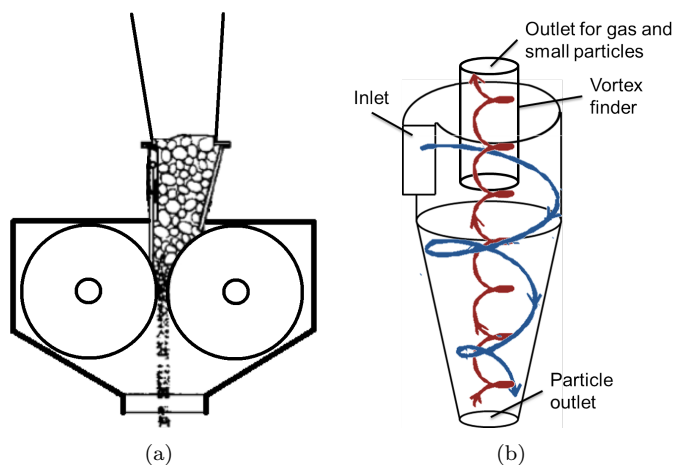 Outlet for gas and
small particles
Vortex
finder
Inlet
Particle
outlet
(a)
(b)